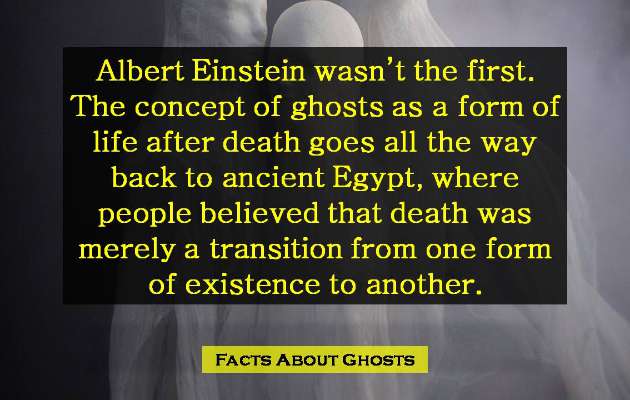 Albert Einstein wasn’t the first.
The concept of ghosts as a form of
life after death goes all the way
back to ancient Egypt, where
people believed that death was
merely a transition from one form
of existence to another.
Facts About Ghosts